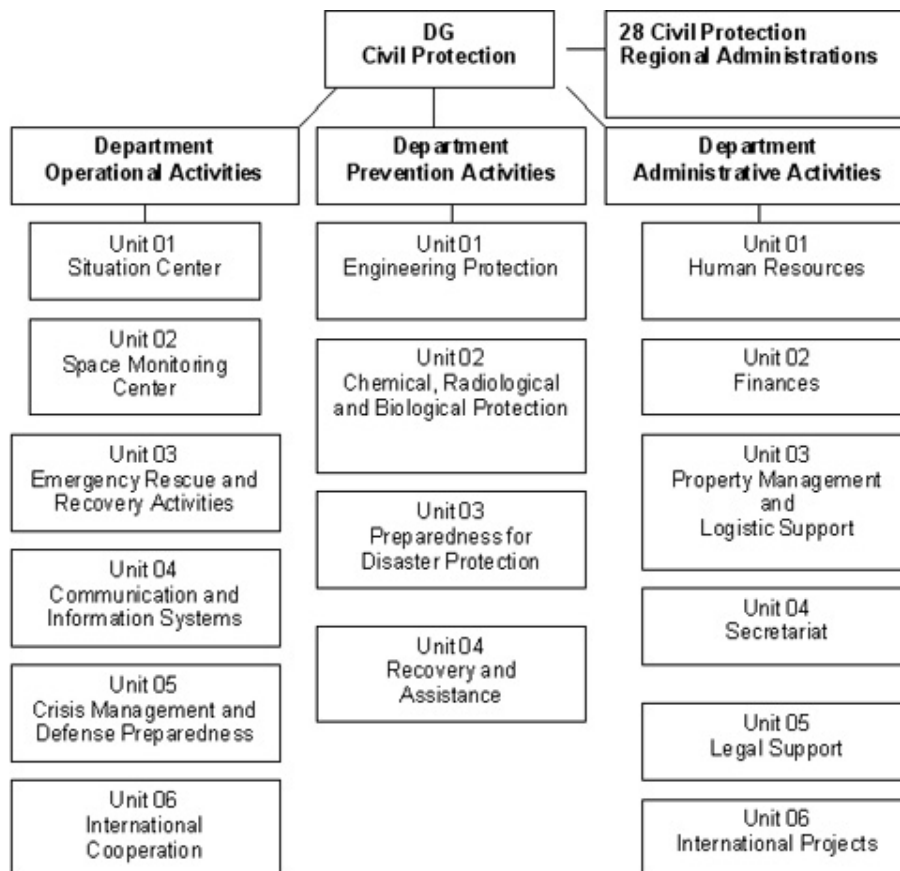 DG
Civil Protection
28 Civil Protection
Regional Administrations
Department
Operational Activities
Unit 01
Situation Center
Unit 02
Space Monitoring
Center
Unit 03
Emergency Rescue and
Recovery Activities
Unit 04
Communication and
Information Systems
Unit 05
Crisis Management and
Defense Preparedness
Unit 06
International
Cooperation
Department
Prevention Activities
Unit 01
Engineering Protection
Unit 02
Chemical, Radiological
and Biological Protection
Unit 03
Preparedness for
Disaster Protection
Unit 04
Recovery and
Assistance
Department
Administrative Activities
Unit 01
Human Resources
Unit 02
Finances
Unit 03
Property Management
and
Logistic Support
Unit 04
Secretariat
Unit 05
Legal Support
Unit 06
International Projects